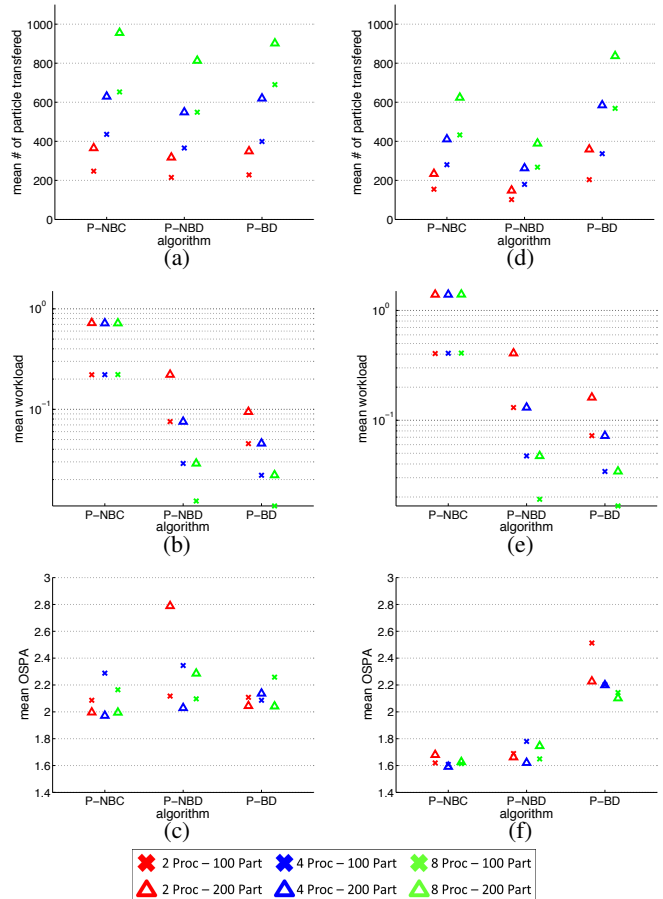 mean # of particle transfered
1000
800
600
400
200
0
P−NBC P−NBD P−BD
algorithm
(a)
mean # of particle transfered
1000
800
600
400
200
0
P−NBC P−NBD P−BD
algorithm
(d)
mean workload
10^0
10^−1
P−NBC P−NBD P−BD
algorithm
(b)
mean workload
10^0
10^−1
P−NBC P−NBD P−BD
algorithm
(e)
mean OSPA
3
2.8
2.6
2.4
2.2
2
1.8
1.6
1.4
P−NBC P−NBD P−BD
algorithm
(c)
mean OSPA
3
2.8
2.6
2.4
2.2
2
1.8
1.6
1.4
P−NBC P−NBD P−BD
algorithm
(f)
2 Proc – 100 Part 4 Proc – 100 Part 8 Proc – 100 Part
2 Proc – 200 Part 4 Proc – 200 Part 8 Proc – 200 Part